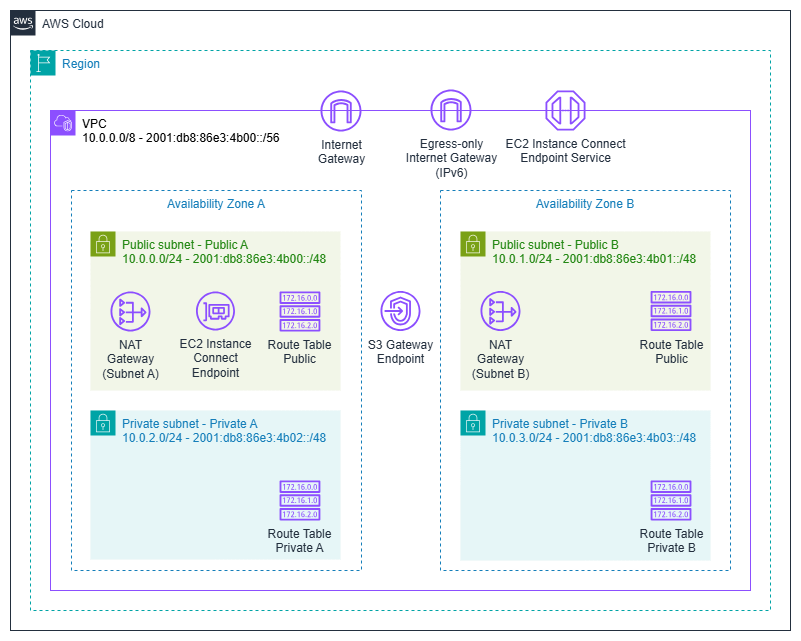 aws
AWS Cloud
Region
VPC
10.0.0.0/8 - 2001:db8:86e3:4b00::/56
Internet
Gateway
Egress-only
Internet Gateway
(IPv6)
EC2 Instance Connect
Endpoint Service
Availability Zone A
Public subnet - Public A
10.0.0.0/24 - 2001:db8:86e3:4b00::/48
NAT
Gateway
(Subnet A)
EC2 Instance
Connect
Endpoint
172.16.0.0
172.16.1.0
172.16.2.0
Route Table
Public
S3 Gateway
Endpoint
Availability Zone B
Public subnet - Public B
10.0.1.0/24 - 2001:db8:86e3:4b01::/48
NAT
Gateway
(Subnet B)
172.16.0.0
172.16.1.0
172.16.2.0
Route Table
Public
Private subnet - Private A
10.0.2.0/24 - 2001:db8:86e3:4b02::/48
172.16.0.0
172.16.1.0
172.16.2.0
Route Table
Private A
Private subnet - Private B
10.0.3.0/24 - 2001:db8:86e3:4b03::/48
172.16.0.0
172.16.1.0
172.16.2.0
Route Table
Private B